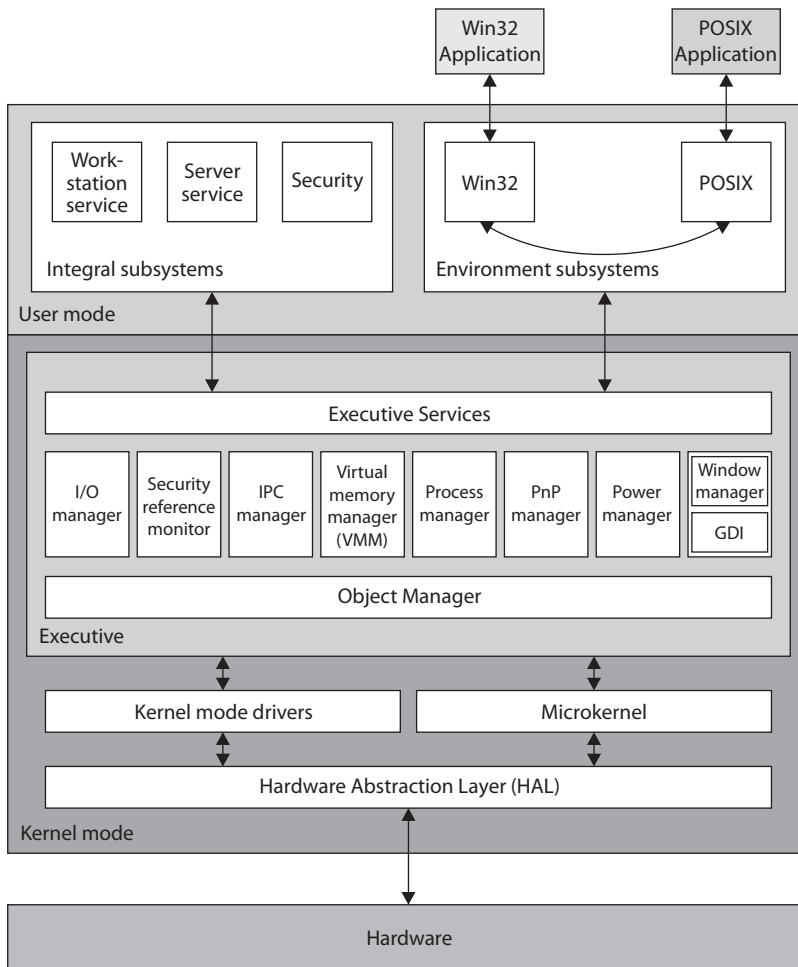 Win32
Application
POSIX
Application
Work-
station
service
Server
service
Security
Win32
POSIX
Integral subsystems
Environment subsystems
User mode
Executive Services
I/O
manager
Security
reference
monitor
IPC
manager
Virtual
memory
manager
(VMM)
Process
manager
PnP
manager
Power
manager
Window
manager
GDI
Object Manager
Executive
Kernel mode drivers
Microkernel
Hardware Abstraction Layer (HAL)
Kernel mode
Hardware